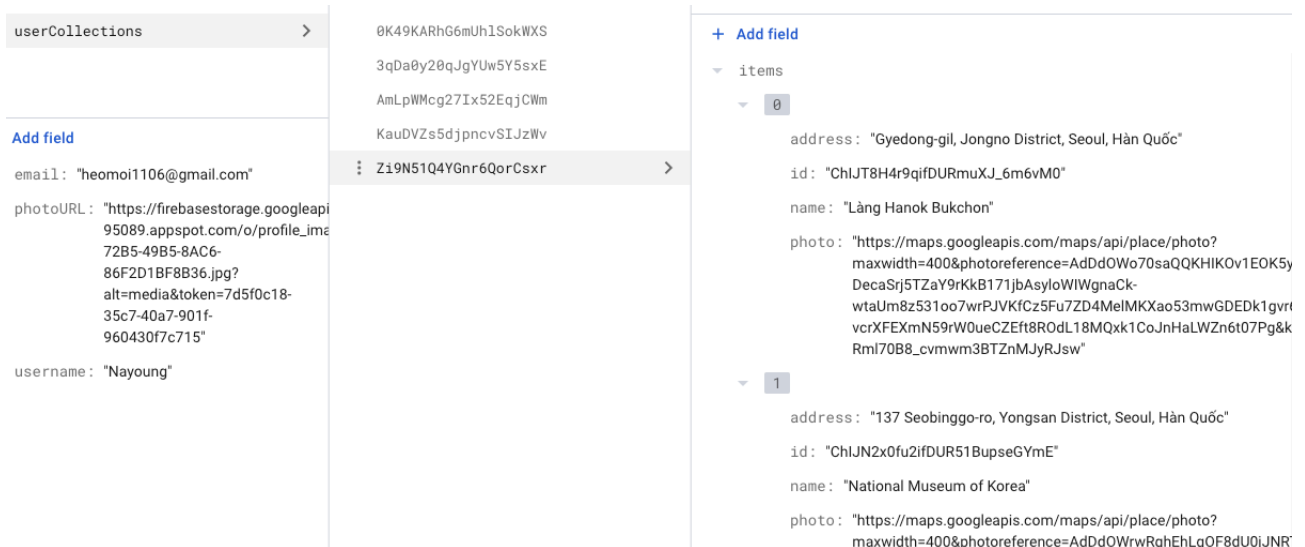 userCollections
Add field
email: "heomoi1106@gmail.com"
photoURL: "https://firebasestorage.googleapi
95089.appspot.com/o/profile_ima
72B5-49B5-8AC6-
86F2D1BF8B36.jpg?
alt=media&token=7d5f0c18-
35c7-40a7-901f-
960430f7c715"
username: "Nayoung"
0K49KARhG6mUhlSokWXS
3qDa0y20qJgYUw5Y5sxE
AmLpWMcg27Ix52EqjCWm
KauDVZs5djpncvSIJzWv
Zi9N51Q4YGnr6QorCsxr
+ Add field
items
0
address: "Gyedong-gil, Jongno District, Seoul, Hàn Quốc"
id: "ChIJT8H4r9qifDURmuXJ_6m6vM0"
name: "Làng Hanok Bukchon"
photo: "https://maps.googleapis.com/maps/api/place/photo?
maxwidth=400&photoreference=AdDdOWo70saQQKHIKOv1EOK5y
DecaSrj5TZaY9rKkB171jbAsyloWIWgnaCk-
wtaUm8z531oo7wrPJVKfCz5Fu7ZD4MelMKXao53mwGDEDk1gvr6
vcrXFEXmN59rW0ueCZEft8ROdL18MQxk1CoJnHaLWZn6t07Pg&k
Rml70B8_cvmwm3BTZnMJyRJsw"
1
address: "137 Seobinggo-ro, Yongsan District, Seoul, Hàn Quốc"
id: "ChIJN2x0fu2ifDUR51BupseGYmE"
name: "National Museum of Korea"
photo: "https://maps.googleapis.com/maps/api/place/photo?
maxwidth=400&photoreference=AdDdOWrwRghEhLgOF8dU0iJNRT